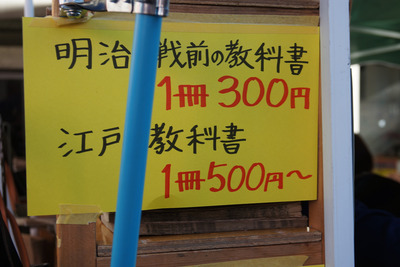 明治 戦前の教科書
1冊 300円
江戸 教科書
1冊 500円～